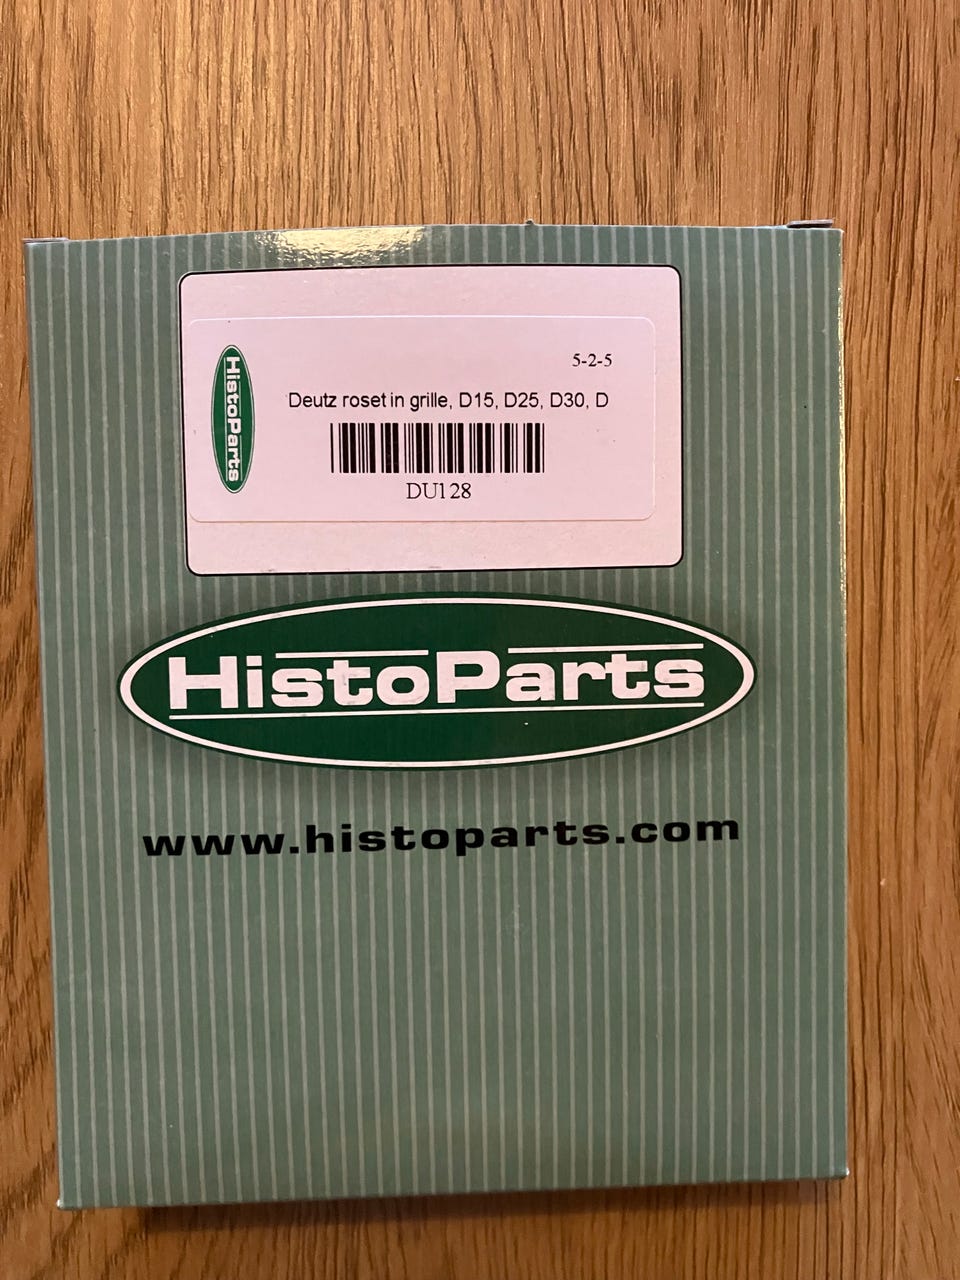 5-2-5
HistoParts
Deutz roset in grille, D15, D25, D30, D
DU128
HistoParts
www.histoparts.com